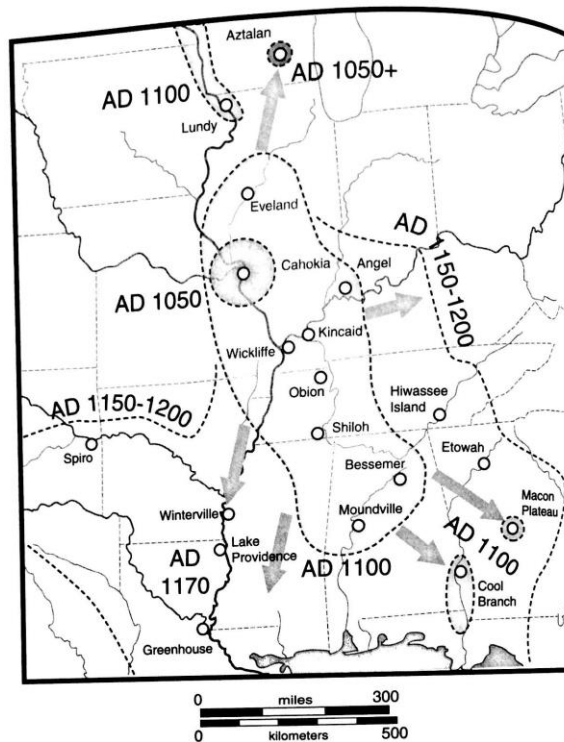 Aztalan
AD 1050+
AD 1100
Lundy
Eveland
AD 1150-1200
Cahokia
Angel
AD 1050
Kincaid
Wickliffe
Obion
Hiwassee
Island
AD 1150-1200
Shiloh
Etowah
Spiro
Bessemer
Macon
Plateau
Winterville
Moundville
AD 1100
Lake
Providence
AD
1170
AD 1100
Cool
Branch
Greenhouse
0 miles 300
0 kilometers 500